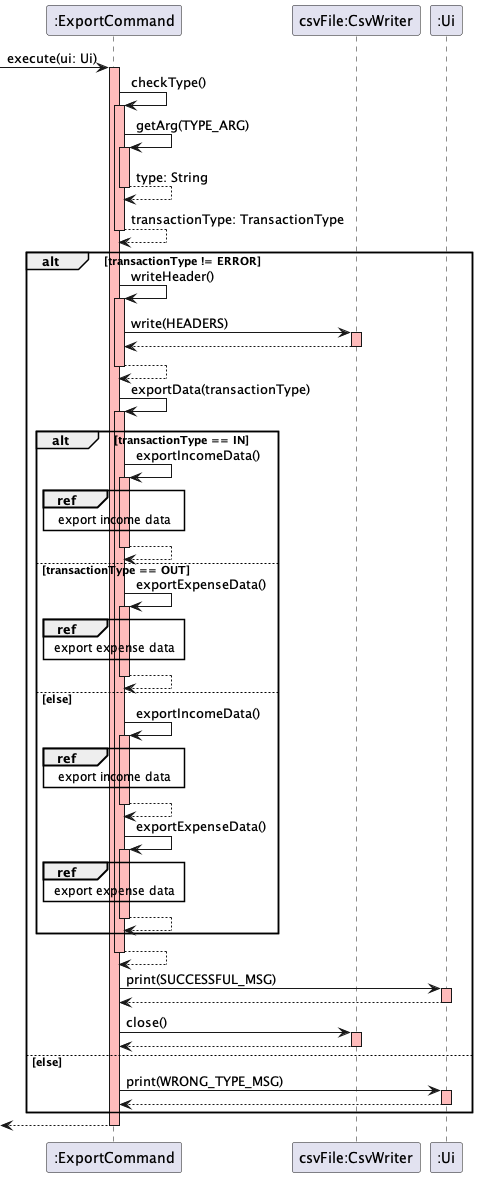 :ExportCommand csvFile:CsvWriter :Ui
execute(ui: Ui)
checkType()
getArg(TYPE_ARG)
type: String
transactionType: TransactionType
alt [transactionType != ERROR]
writeHeader()
write(HEADERS)
exportData(transactionType)
alt [transactionType == IN]
exportIncomeData()
ref
export income data
[transactionType == OUT]
exportExpenseData()
ref
export expense data
[else]
exportIncomeData()
ref
export income data
exportExpenseData()
ref
export expense data
print(SUCCESSFUL_MSG)
close()
[else]
print(WRONG_TYPE_MSG)
:ExportCommand csvFile:CsvWriter :Ui